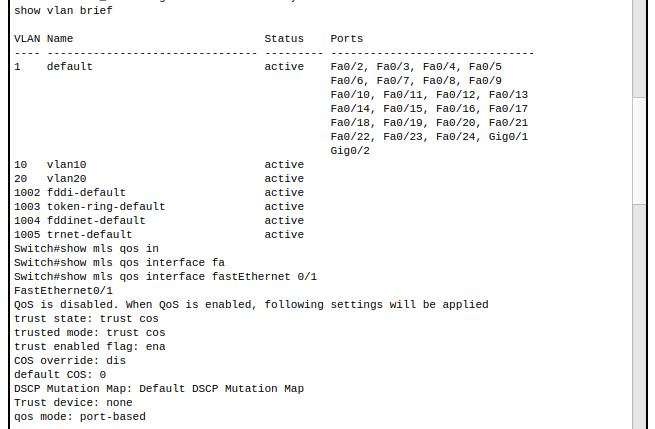 show vlan brief
VLAN Name                             Status    Ports
---- -------------------------------- --------- -------------------------------
1    default                          active    Fa0/2, Fa0/3, Fa0/4, Fa0/5
                                                Fa0/6, Fa0/7, Fa0/8, Fa0/9
                                                Fa0/10, Fa0/11, Fa0/12, Fa0/13
                                                Fa0/14, Fa0/15, Fa0/16, Fa0/17
                                                Fa0/18, Fa0/19, Fa0/20, Fa0/21
                                                Fa0/22, Fa0/23, Fa0/24, Gig0/1
                                                Gig0/2
10   vlan10                           active
20   vlan20                           active
1002 fddi-default                     active
1003 token-ring-default               active
1004 fddinet-default                  active
1005 trnet-default                    active
Switch#show mls qos in
Switch#show mls qos interface fa
Switch#show mls qos interface fastEthernet 0/1
FastEthernet0/1
QoS is disabled. When QoS is enabled, following settings will be applied
trust state: trust cos
trusted mode: trust cos
trust enabled flag: ena
COS override: dis
default COS: 0
DSCP Mutation Map: Default DSCP Mutation Map
Trust device: none
qos mode: port-based